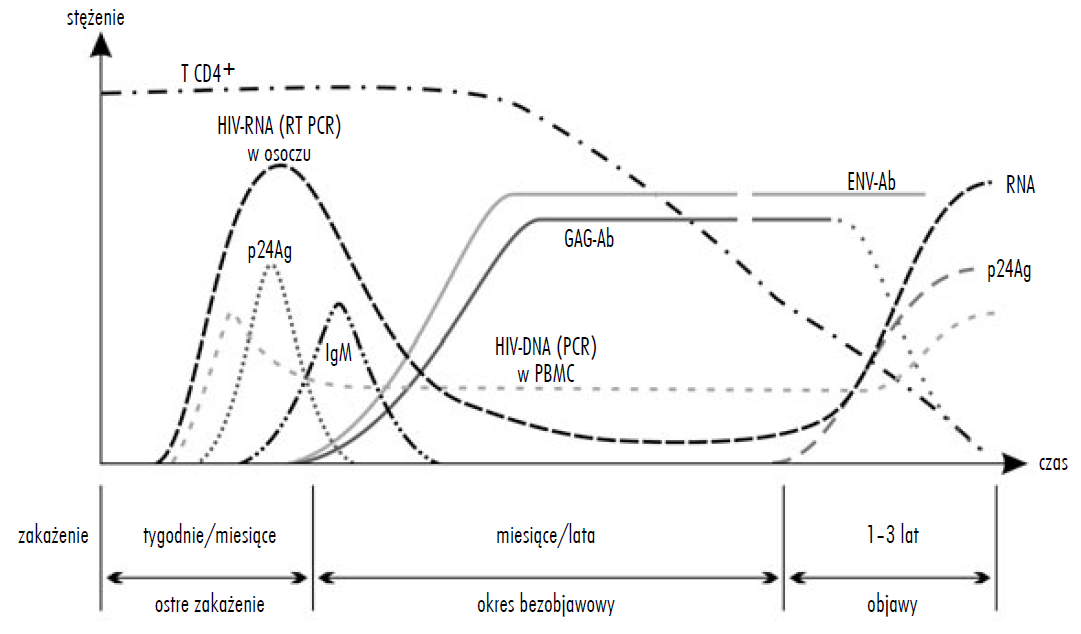 stężenie
T CD4+
HIV-RNA (RT PCR)
w osoczu
ENV-Ab
RNA
GAG-Ab
p24Ag
p24Ag
IgM
HIV-DNA (PCR)
w PBMC
czas
zakażenie
tygodnie/miesiące
miesiące/lata
1-3 lat
ostre zakażenie
okres bezobjawowy
objawy